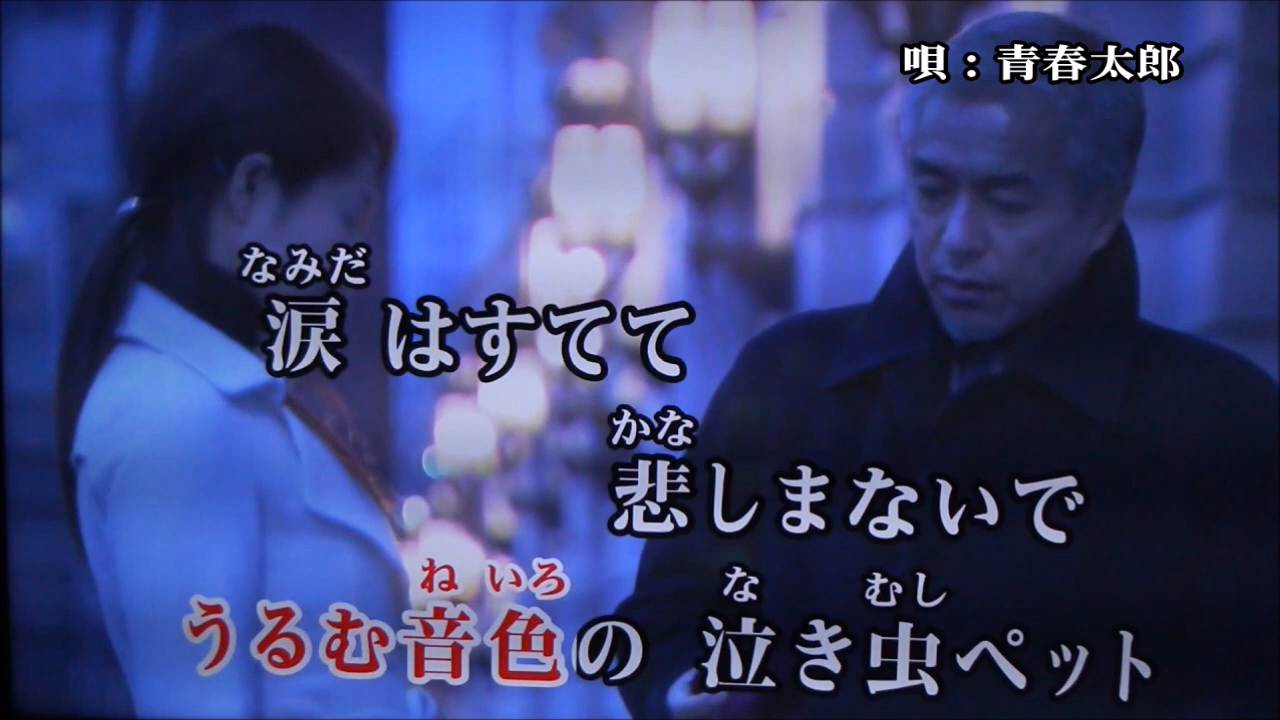 唄：青春太郎
なみだ
涙 はすてて
かな
悲しまないで
ね いろ な むし
うるむ音色の 泣き虫ペット